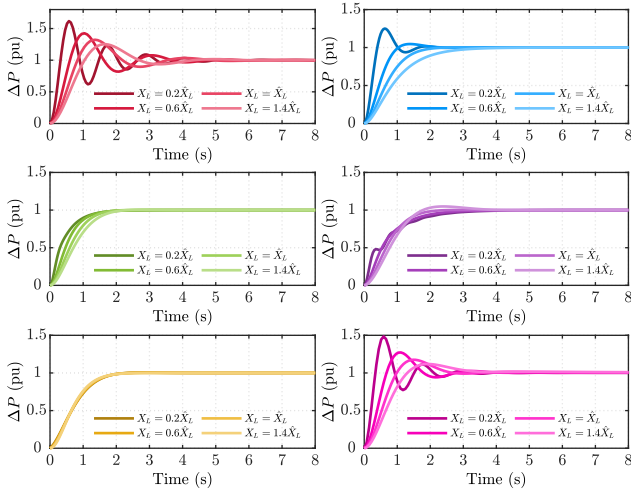 ΔP (pu)
1.5
1
0.5
0
X_L = 0.2X̂_L
X_L = X̂_L
X_L = 0.6X̂_L
X_L = 1.4X̂_L
0 1 2 3 4 5 6 7 8
Time (s)
ΔP (pu)
1.5
1
0.5
0
X_L = 0.2X̂_L
X_L = X̂_L
X_L = 0.6X̂_L
X_L = 1.4X̂_L
0 1 2 3 4 5 6 7 8
Time (s)
ΔP (pu)
1.5
1
0.5
0
X_L = 0.2X̂_L
X_L = X̂_L
X_L = 0.6X̂_L
X_L = 1.4X̂_L
0 1 2 3 4 5 6 7 8
Time (s)
ΔP (pu)
1.5
1
0.5
0
X_L = 0.2X̂_L
X_L = X̂_L
X_L = 0.6X̂_L
X_L = 1.4X̂_L
0 1 2 3 4 5 6 7 8
Time (s)
ΔP (pu)
1.5
1
0.5
0
X_L = 0.2X̂_L
X_L = X̂_L
X_L = 0.6X̂_L
X_L = 1.4X̂_L
0 1 2 3 4 5 6 7 8
Time (s)
ΔP (pu)
1.5
1
0.5
0
X_L = 0.2X̂_L
X_L = X̂_L
X_L = 0.6X̂_L
X_L = 1.4X̂_L
0 1 2 3 4 5 6 7 8
Time (s)